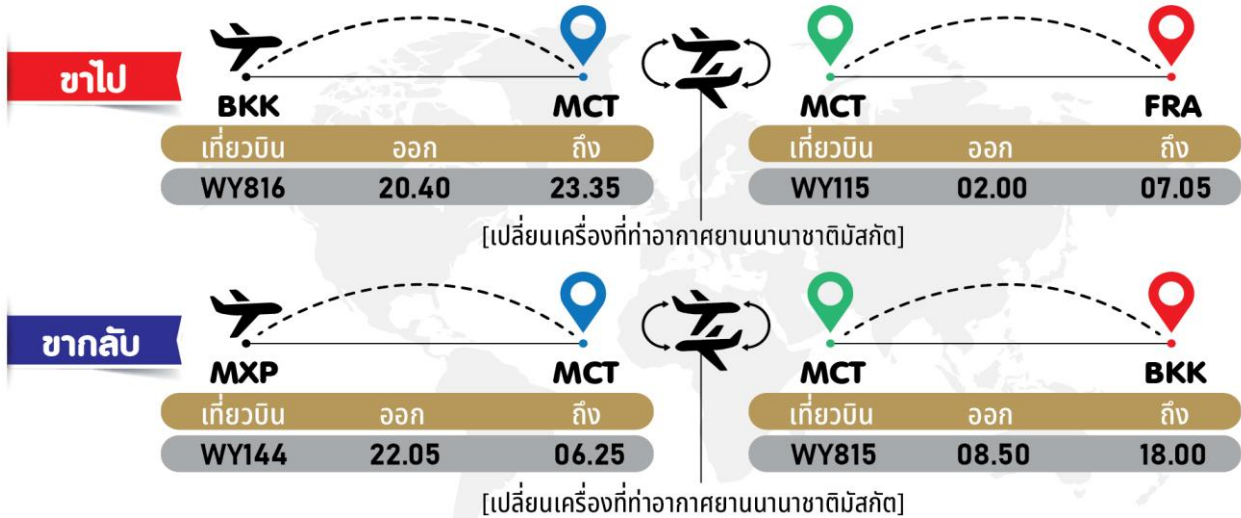 ขาไป
BKK MCT MCT FRA
เที่ยวบิน ออก ถึง เที่ยวบิน ออก ถึง
WY816 20.40 23.35 WY115 02.00 07.05
[เปลี่ยนเครื่องที่ท่าอากาศยานนานาชาติมัสกัต]
ขากลับ
MXP MCT MCT BKK
เที่ยวบิน ออก ถึง เที่ยวบิน ออก ถึง
WY144 22.05 06.25 WY815 08.50 18.00
[เปลี่ยนเครื่องที่ท่าอากาศยานนานาชาติมัสกัต]